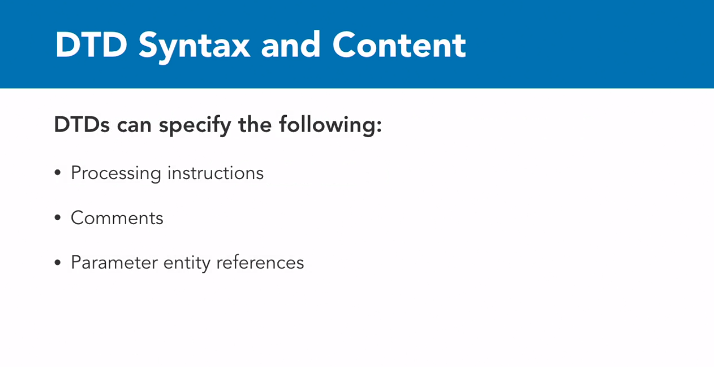 DTD Syntax and Content
DTDs can specify the following:
• Processing instructions
• Comments
• Parameter entity references